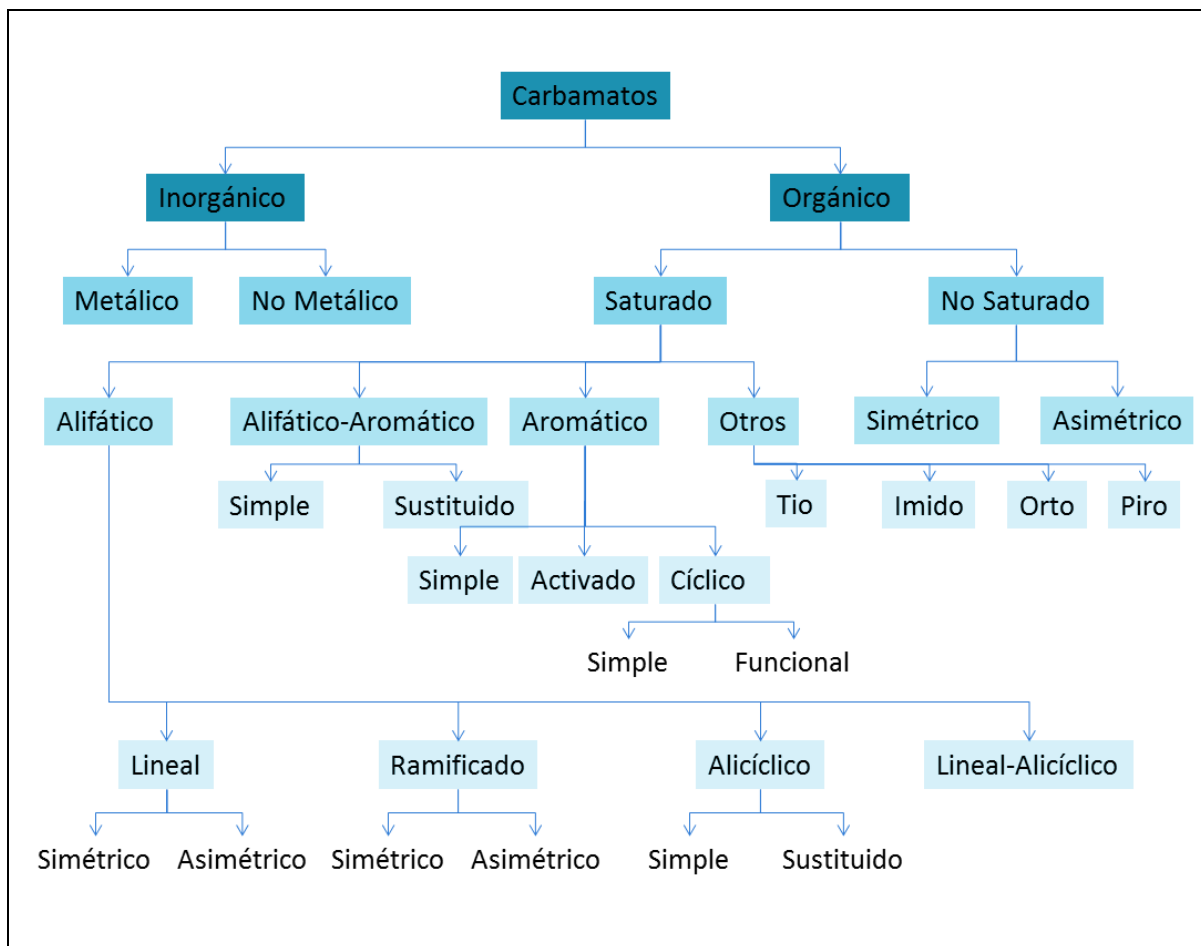 Carbamatos
Inorgánico
Orgánico
Metálico
No Metálico
Saturado
No Saturado
Alifático
Alifático-Aromático
Aromático
Otros
Simétrico
Asimétrico
Simple
Sustituido
Tio
Imido
Orto
Piro
Simple
Activado
Cíclico
Simple
Funcional
Lineal
Ramificado
Alicíclico
Lineal-Alicíclico
Simétrico
Asimétrico
Simétrico
Asimétrico
Simple
Sustituido